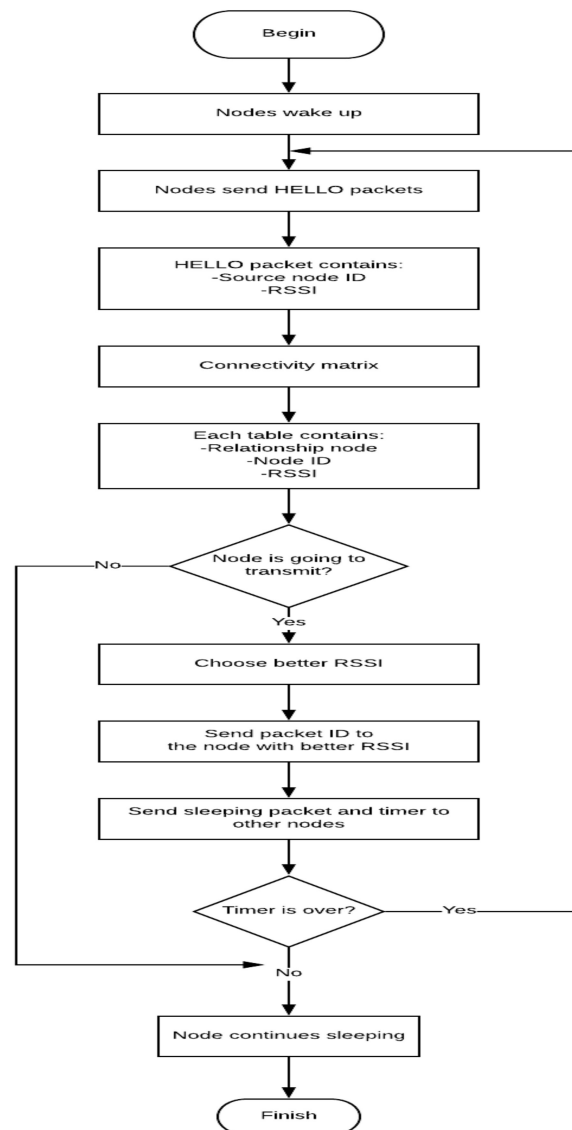 Begin
Nodes wake up
Nodes send HELLO packets
HELLO packet contains:
-Source node ID
-RSSI
Connectivity matrix
Each table contains:
-Relationship node
-Node ID
-RSSI
Node is going to
transmit?
No
Yes
Choose better RSSI
Send packet ID to
the node with better RSSI
Send sleeping packet and timer to
other nodes
Timer is over?
Yes
No
Node continues sleeping
Finish